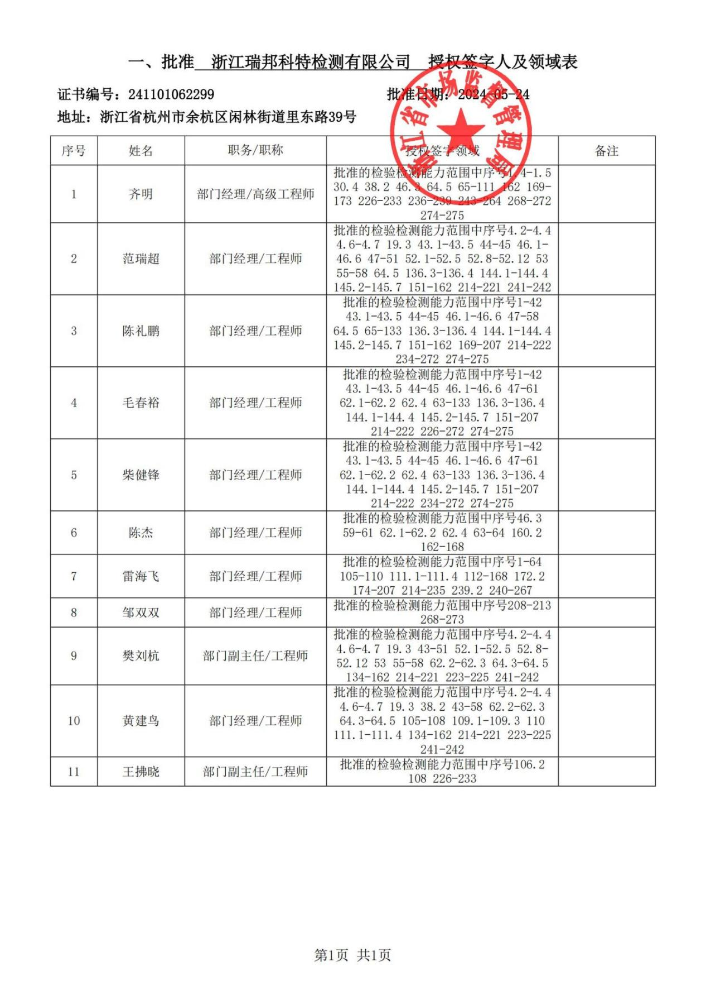 一、批准 浙江瑞邦科特检测有限公司 授权签字人及领域表
证书编号：241101062299 批准日期：2024-05-24
地址：浙江省杭州市余杭区闲林街道里东路39号
浙江省市场监督管理局
序号 姓名 职务/职称 授权签字领域 备注
1 齐明 部门经理/高级工程师 批准的检验检测能力范围中序号1.4-1.5
30.4 38.2 46.3 64.5 65-111 162 169-
173 226-233 236-239 243-264 268-272
274-275
2 范瑞超 部门经理/工程师 批准的检验检测能力范围中序号4.2-4.4
4.6-4.7 19.3 43.1-43.5 44-45 46.1-
46.6 47-51 52.1-52.5 52.8-52.12 53
55-58 64.5 136.3-136.4 144.1-144.4
145.2-145.7 151-162 214-221 241-242
3 陈礼鹏 部门经理/工程师 批准的检验检测能力范围中序号1-42
43.1-43.5 44-45 46.1-46.6 47-58
64.5 65-133 136.3-136.4 144.1-144.4
145.2-145.7 151-162 169-207 214-222
234-272 274-275
4 毛春裕 部门经理/工程师 批准的检验检测能力范围中序号1-42
43.1-43.5 44-45 46.1-46.6 47-61
62.1-62.2 62.4 63-133 136.3-136.4
144.1-144.4 145.2-145.7 151-207
214-222 226-272 274-275
5 柴健锋 部门经理/工程师 批准的检验检测能力范围中序号1-42
43.1-43.5 44-45 46.1-46.6 47-61
62.1-62.2 62.4 63-133 136.3-136.4
144.1-144.4 145.2-145.7 151-207
214-222 234-272 274-275
6 陈杰 部门经理/工程师 批准的检验检测能力范围中序号46.3
59-61 62.1-62.2 62.4 63-64 160.2
162-168
7 雷海飞 部门经理/工程师 批准的检验检测能力范围中序号1-64
105-110 111.1-111.4 112-168 172.2
174-207 214-235 239.2 240-267
8 邹双双 部门经理/工程师 批准的检验检测能力范围中序号208-213
268-273
9 樊刘杭 部门副主任/工程师 批准的检验检测能力范围中序号4.2-4.4
4.6-4.7 19.3 43-51 52.1-52.5 52.8-
52.12 53 55-58 62.2-62.3 64.3-64.5
134-162 214-221 223-225 241-242
10 黄建鸟 部门经理/工程师 批准的检验检测能力范围中序号4.2-4.4
4.6-4.7 19.3 38.2 43-58 62.2-62.3
64.3-64.5 105-108 109.1-109.3 110
111.1-111.4 134-162 214-221 223-225
241-242
11 王拂晓 部门副主任/工程师 批准的检验检测能力范围中序号106.2
108 226-233
第1页 共1页